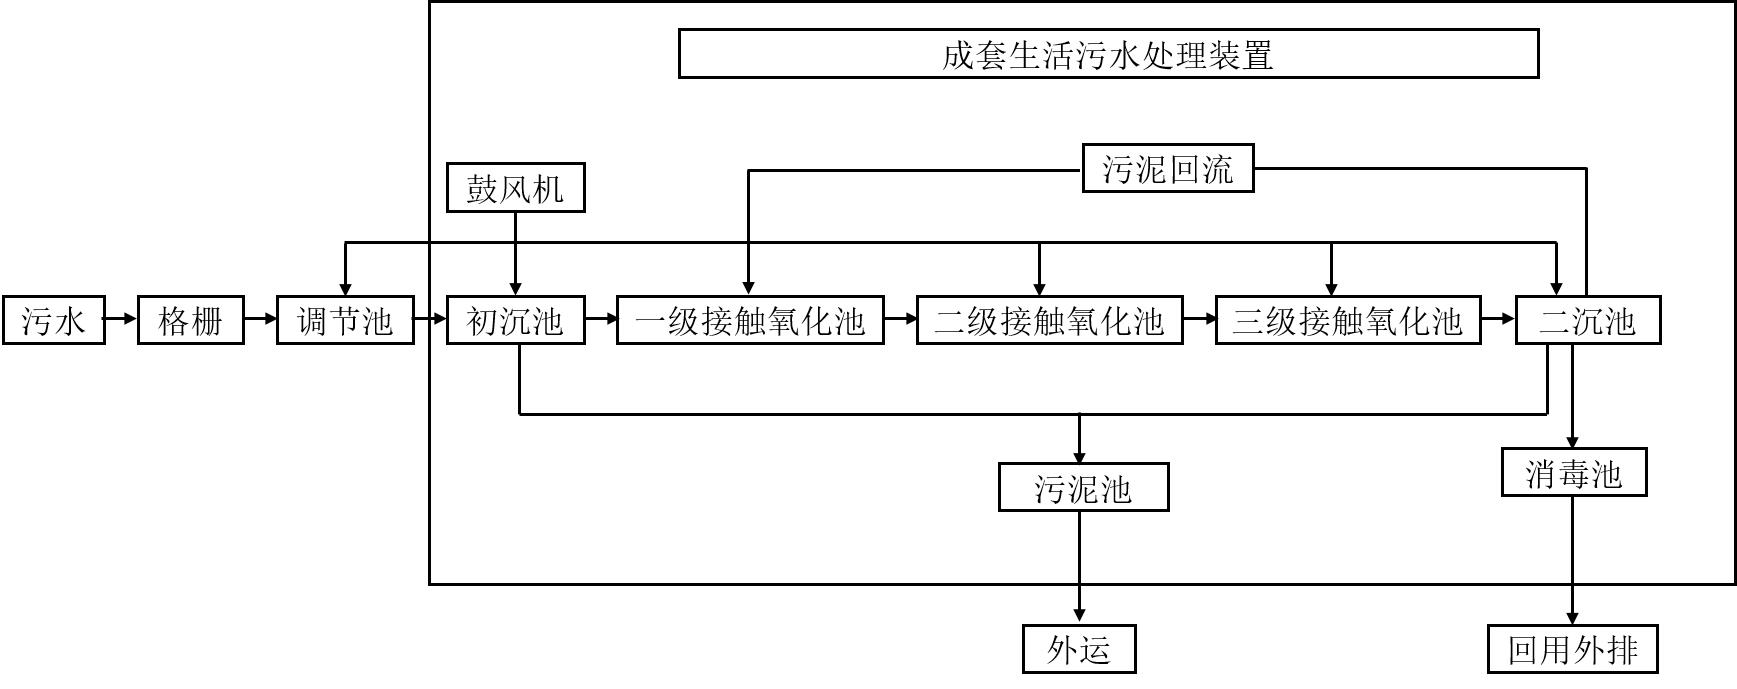 成套生活污水处理装置
污泥回流
鼓风机
污水
格栅
调节池
初沉池
一级接触氧化池
二级接触氧化池
三级接触氧化池
二沉池
污泥池
消毒池
外运
回用外排